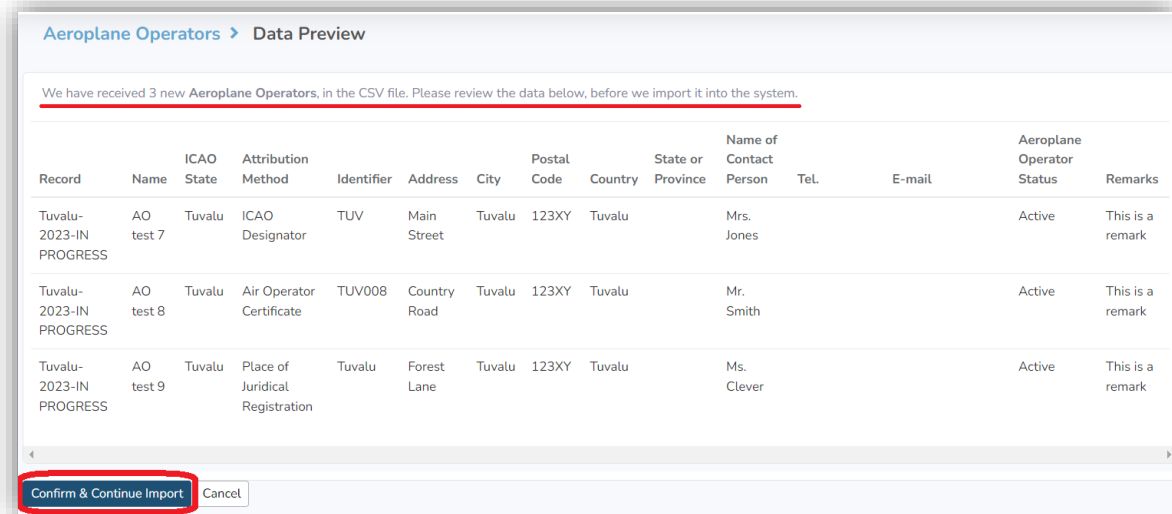 Aeroplane Operators > Data Preview
We have received 3 new Aeroplane Operators, in the CSV file. Please review the data below, before we import it into the system.
Record Name ICAO State Attribution Method Identifier Address City Postal Code Country State or Province Name of Contact Person Tel. E-mail Aeroplane Operator Status Remarks
Tuvalu-2023-IN PROGRESS AO test 7 Tuvalu ICAO Designator TUV Main Street Tuvalu 123XY Tuvalu Mrs. Jones Active This is a remark
Tuvalu-2023-IN PROGRESS AO test 8 Tuvalu Air Operator Certificate TUV008 Country Road Tuvalu 123XY Tuvalu Mr. Smith Active This is a remark
Tuvalu-2023-IN PROGRESS AO test 9 Tuvalu Place of Juridical Registration Tuvalu Forest Lane Tuvalu 123XY Tuvalu Ms. Clever Active This is a remark
Confirm & Continue Import Cancel